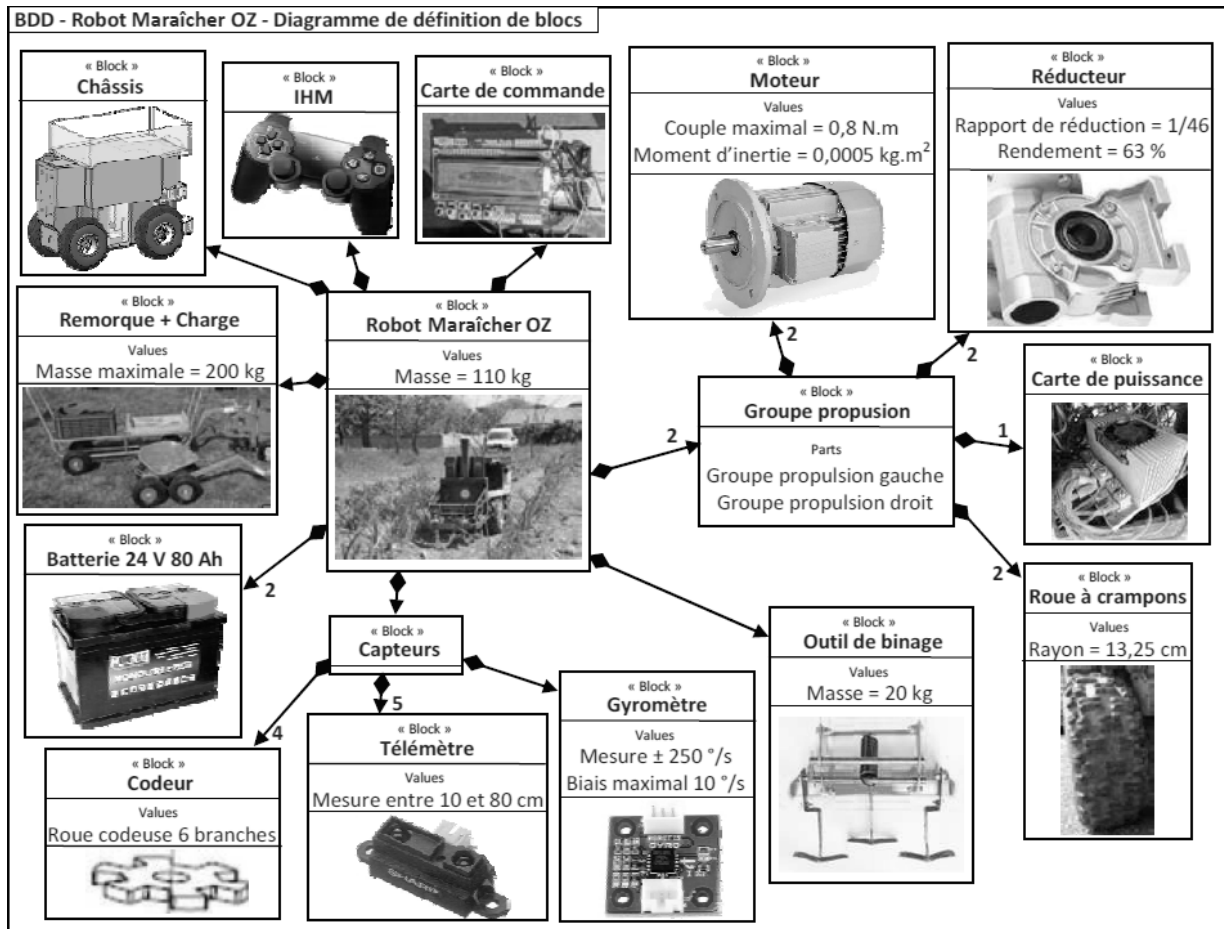 BDD - Robot Maraîcher OZ - Diagramme de définition de blocs
« Block »
Châssis
« Block »
IHM
« Block »
Carte de commande
« Block »
Moteur
Values
Couple maximal = 0,8 N.m
Moment d'inertie = 0,0005 kg.m²
« Block »
Réducteur
Values
Rapport de réduction = 1/46
Rendement = 63 %
« Block »
Remorque + Charge
Values
Masse maximale = 200 kg
« Block »
Robot Maraîcher OZ
Values
Masse = 110 kg
2
2
« Block »
Groupe propusion
Parts
Groupe propulsion gauche
Groupe propulsion droit
2
1
2
« Block »
Carte de puissance
« Block »
Batterie 24 V 80 Ah
2
« Block »
Capteurs
4
5
« Block »
Roue à crampons
Values
Rayon = 13,25 cm
« Block »
Outil de binage
Values
Masse = 20 kg
« Block »
Gyromètre
Values
Mesure ± 250 °/s
Biais maximal 10 °/s
« Block »
Télémètre
Values
Mesure entre 10 et 80 cm
SHARP
« Block »
Codeur
Values
Roue codeuse 6 branches